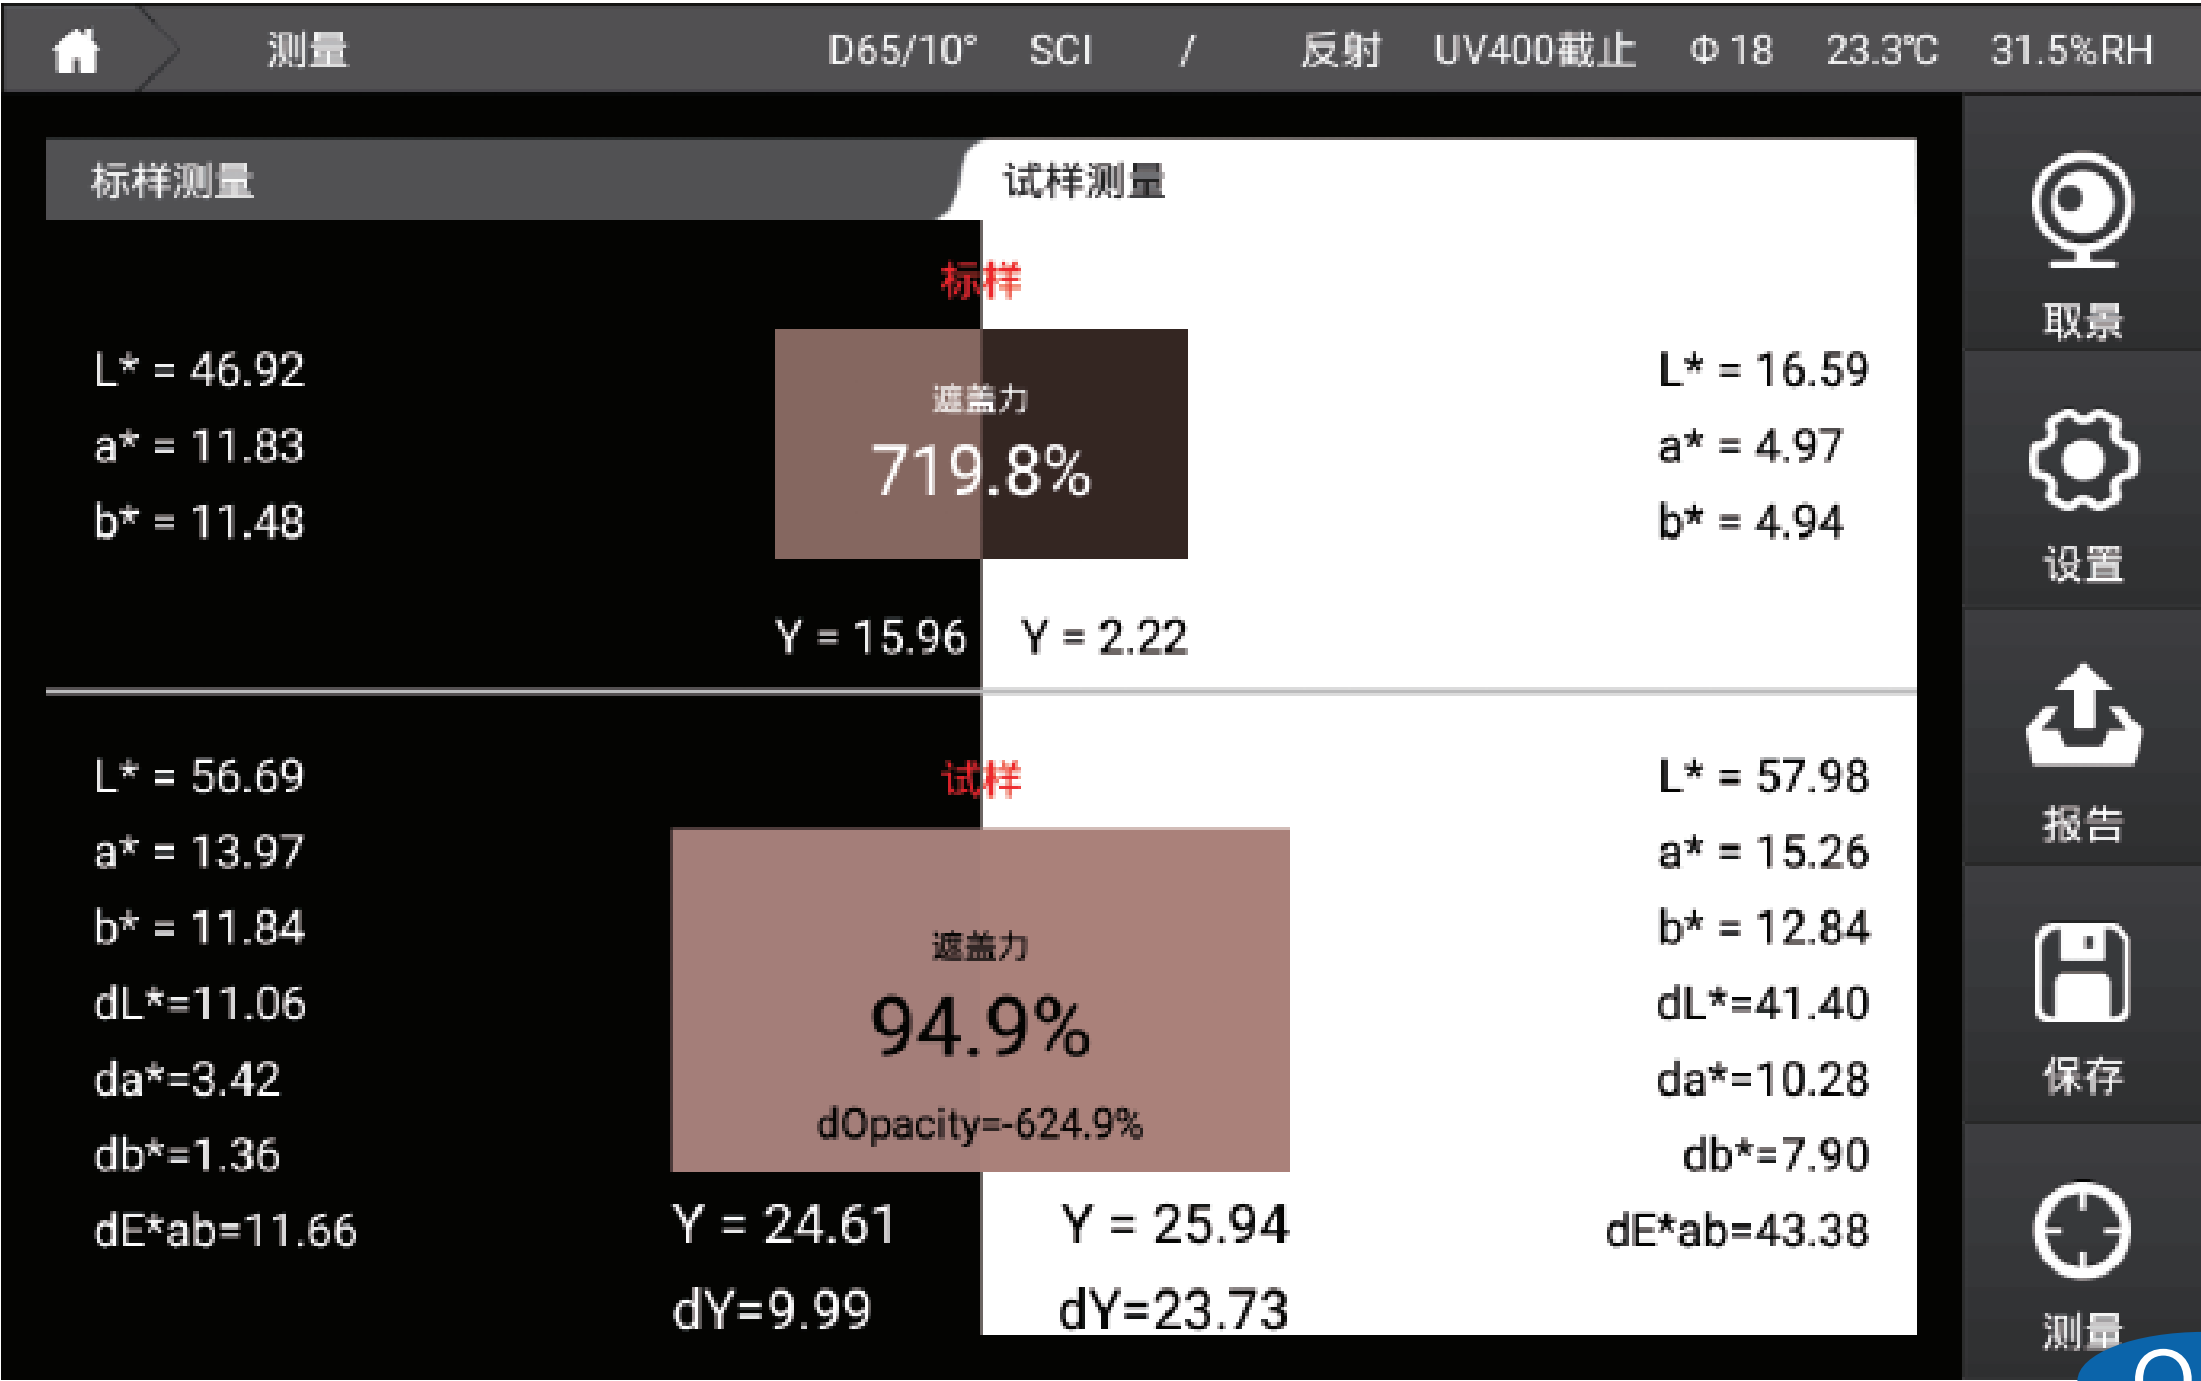 测量 D65/10° SCI / 反射 UV400截止 Φ 18 23.3℃ 31.5%RH
标样测量 试样测量
标样
L* = 46.92
a* = 11.83
b* = 11.48
遮盖力
719.8%
L* = 16.59
a* = 4.97
b* = 4.94
Y = 15.96 Y = 2.22
试样
L* = 56.69
a* = 13.97
b* = 11.84
dL*=11.06
da*=3.42
db*=1.36
dE*ab=11.66
遮盖力
94.9%
dOpacity=-624.9%
Y = 24.61 Y = 25.94
dY=9.99 dY=23.73
L* = 57.98
a* = 15.26
b* = 12.84
dL*=41.40
da*=10.28
db*=7.90
dE*ab=43.38
取景
设置
报告
保存
测量